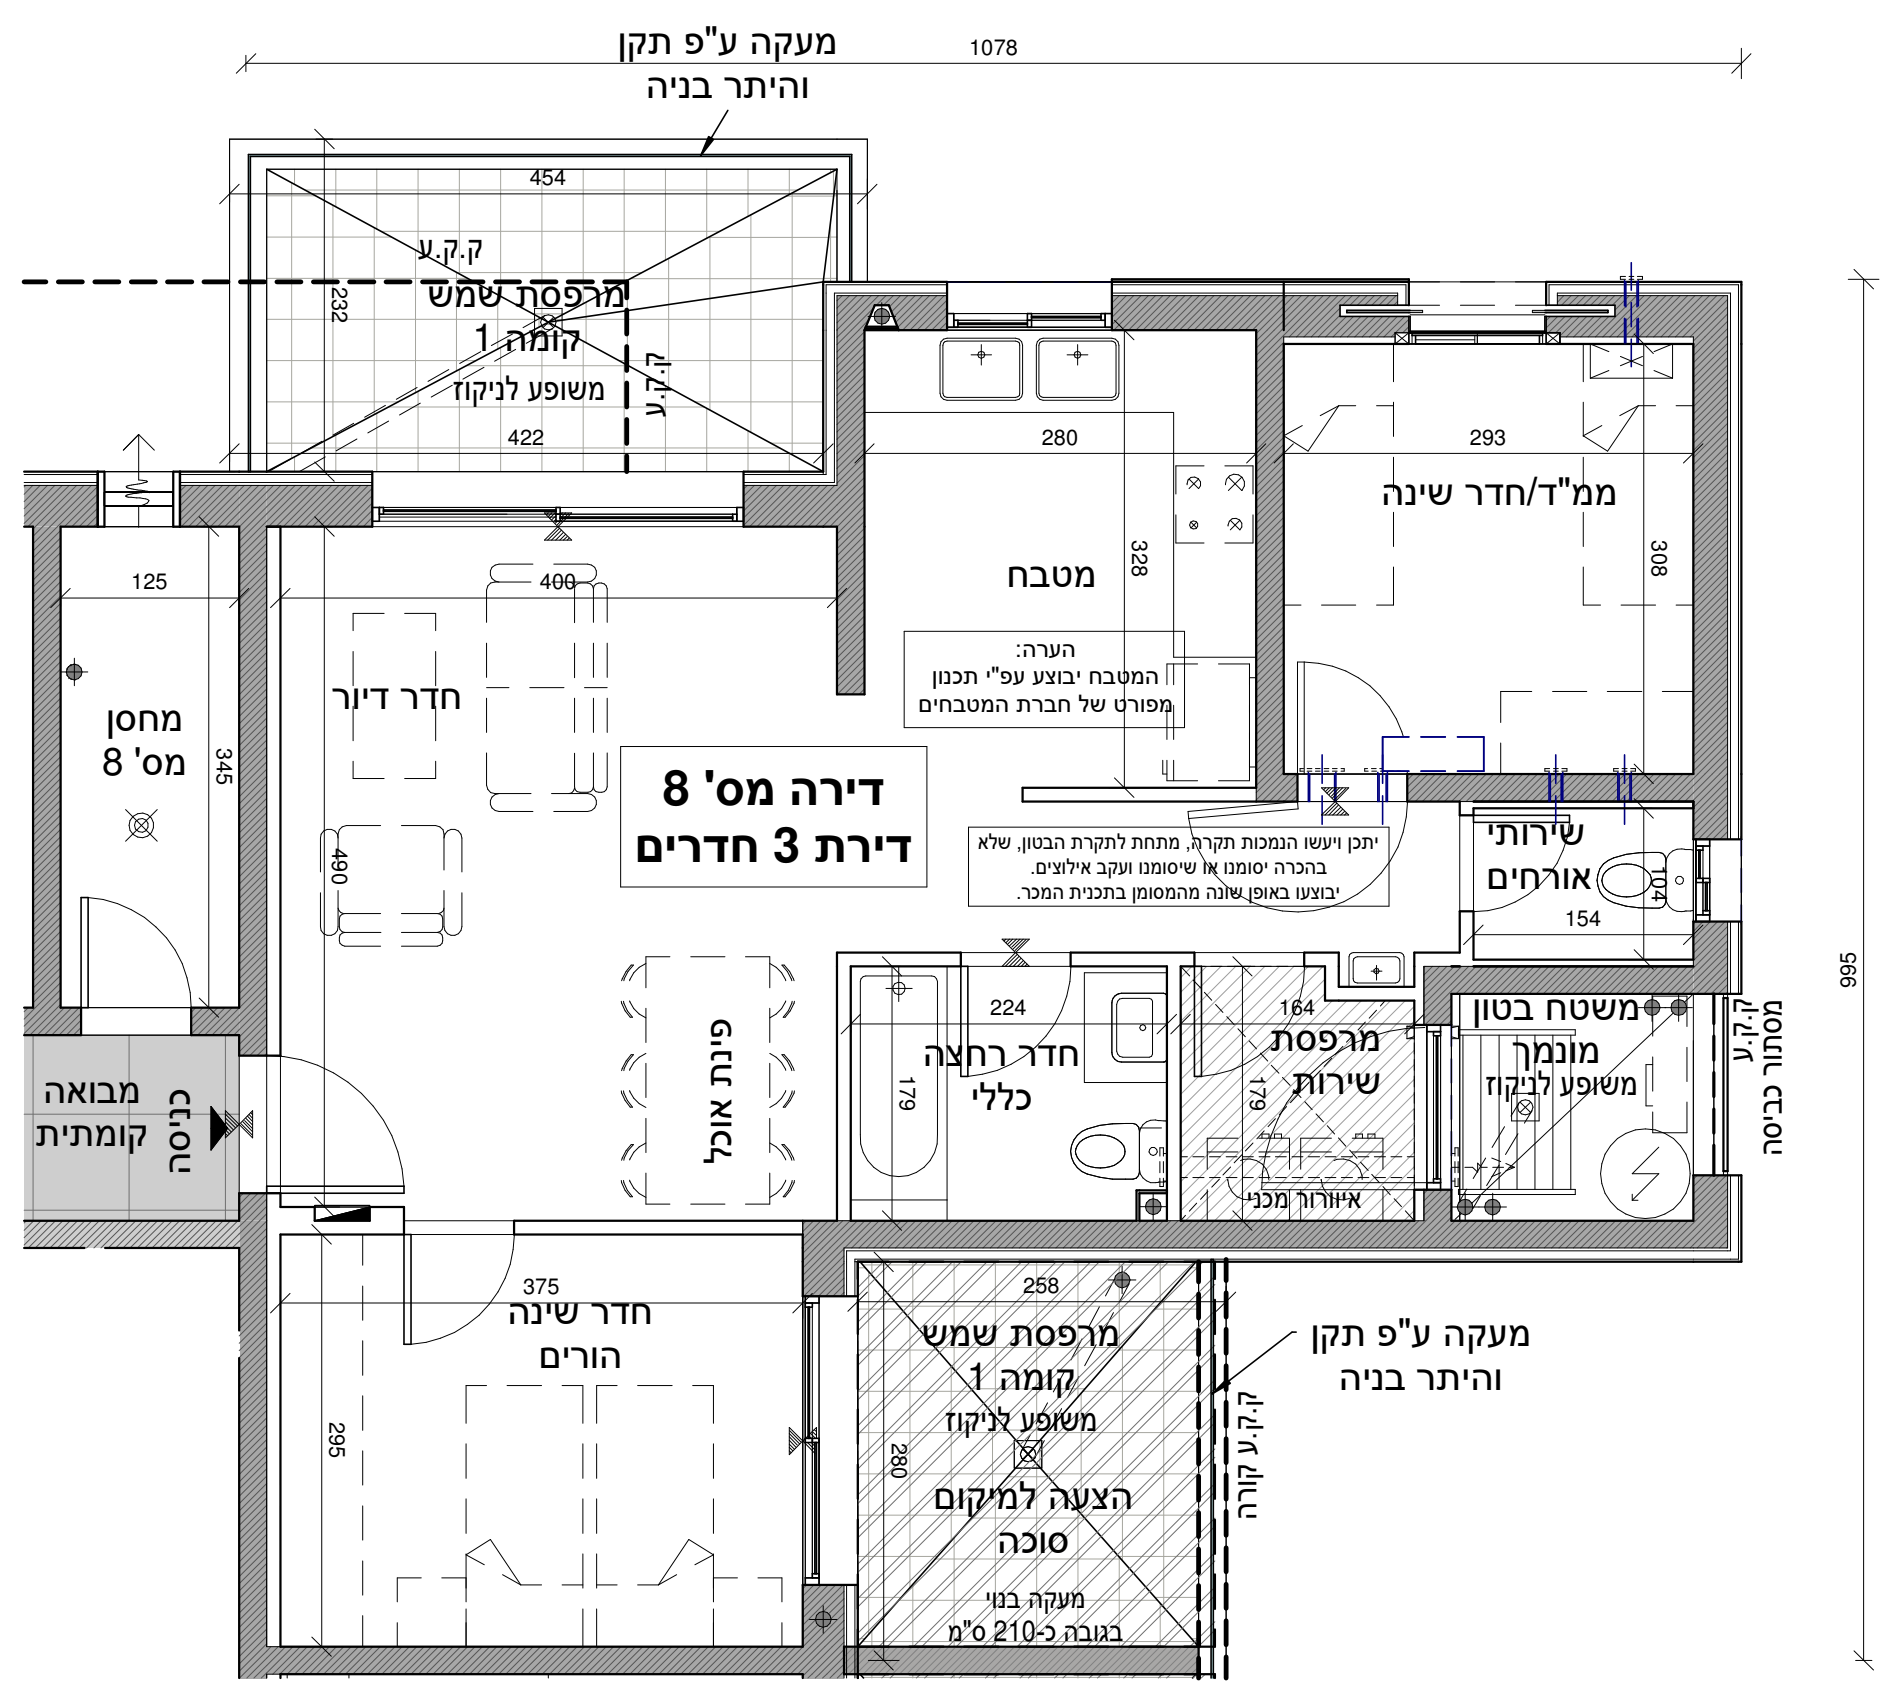 מעקה ע"פ תקן
והיתר בניה
1078
454
ק.ק.ע
232
מרפסת שמש
קומה 1
משופע לניקוז
ק.ק.ע
422
280
293
ממ"ד/חדר שינה
328
308
מטבח
הערה:
המטבח יבוצע עפ"י תכנון
מפורט של חברת המטבחים
125
400
חדר דיור
מחסן
מס' 8
345
דירה מס' 8
דירת 3 חדרים
490
יתכן ויעשו הנמכות תקרה, מתחת לתקרת הבטון, שלא
בהכרה יסומנו או שיסומנו ועקב אילוצים.
יבוצעו באופן שונה מהמסומן בתכנית המכר.
שירותי
אורחים
104
154
995
מבואה
קומתית
כניסה
פינת אוכל
224
חדר רחצה
כללי
179
164
מרפסת
שירות
179
איוורור מכני
משטח בטון
מונמך
משופע לניקוז
ק.ק.ע
מסתור כביסה
375
חדר שינה
הורים
295
258
מרפסת שמש
קומה 1
משופע לניקוז
280
הצעה למיקום
סוכה
מעקה בנוי
בגובה כ-210 ס"מ
ק.ק.ע קורה
מעקה ע"פ תקן
והיתר בניה